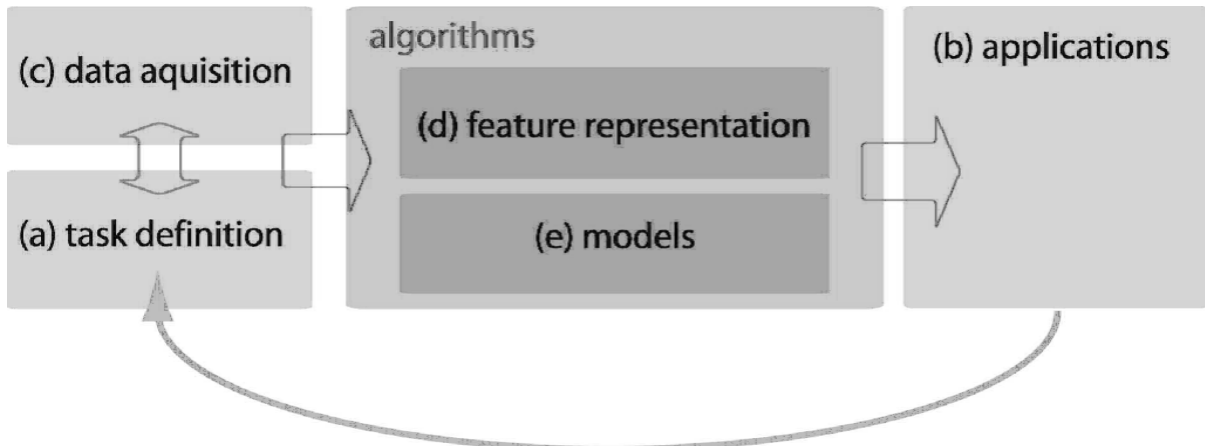 (c) data aquisition
(a) task definition
algorithms
(d) feature representation
(e) models
(b) applications